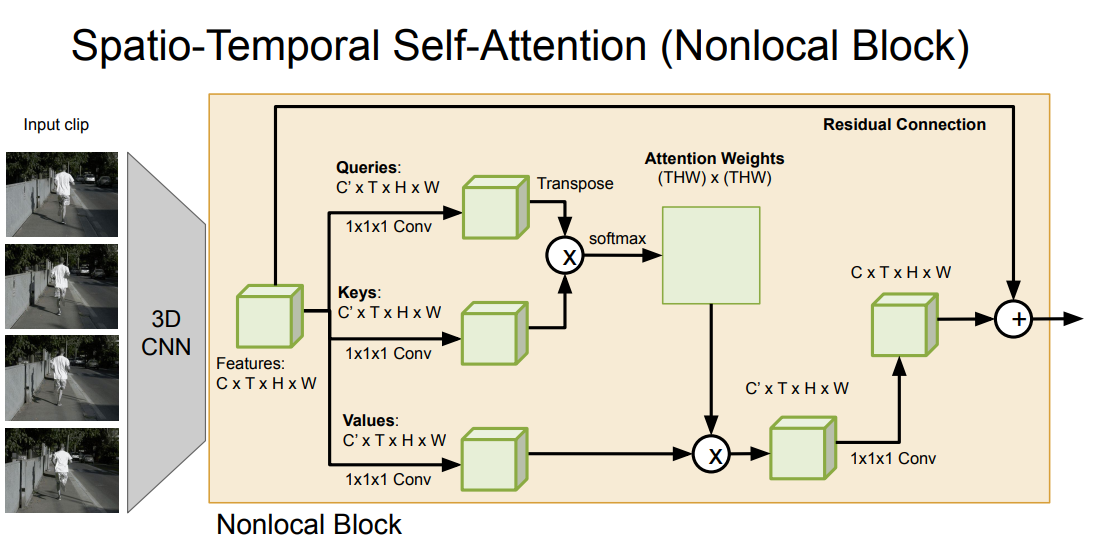 Spatio-Temporal Self-Attention (Nonlocal Block)
Input clip
3D
CNN
Features:
C x T x H x W
Queries:
C’ x T x H x W
1x1x1 Conv
Keys:
C’ x T x H x W
1x1x1 Conv
Values:
C’ x T x H x W
1x1x1 Conv
Transpose
x
softmax
Attention Weights
(THW) x (THW)
Residual Connection
x
C’ x T x H x W
1x1x1 Conv
C x T x H x W
+
Nonlocal Block